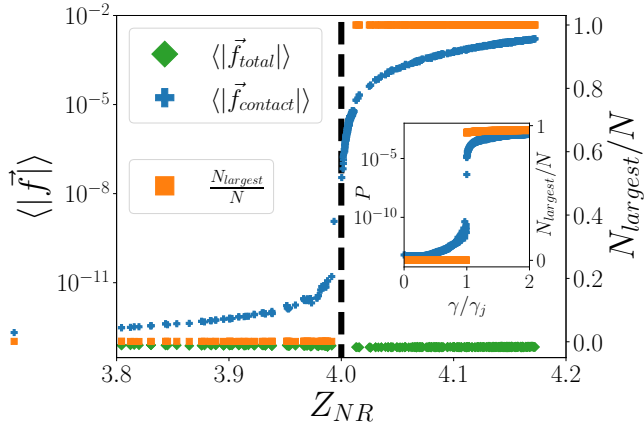 10⁻²
10⁻⁵
10⁻⁸
10⁻¹¹
⟨|f⃗|⟩
⟨|f⃗_total|⟩
⟨|f⃗_contact|⟩
N_largest/N
1.0
0.8
0.6
0.4
0.2
0.0
N_largest/N
10⁻⁵
10⁻¹⁰
P
1
0
N_largest/N
0 1 2
γ/γ_j
3.8 3.9 4.0 4.1 4.2
Z_NR